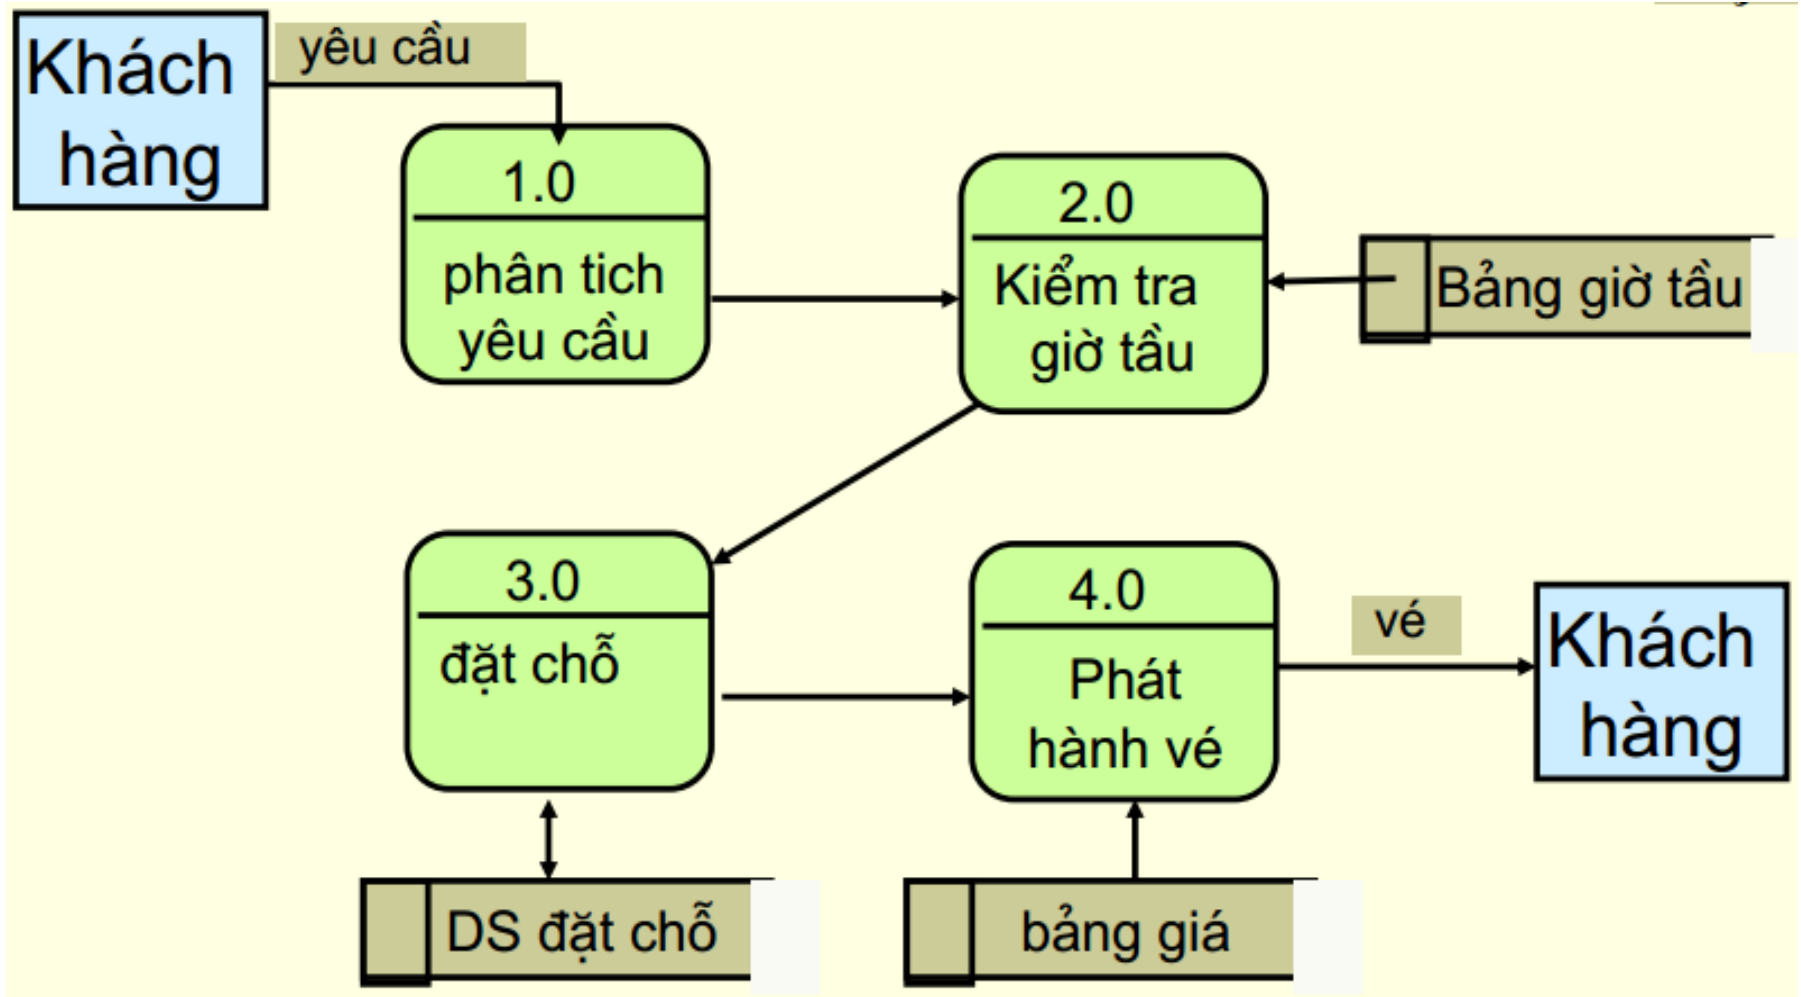 Khách
hàng
yêu cầu
1.0
phân tich
yêu cầu
2.0
Kiểm tra
giờ tầu
Bảng giờ tầu
3.0
đặt chỗ
4.0
Phát
hành vé
vé
Khách
hàng
DS đặt chỗ
bảng giá